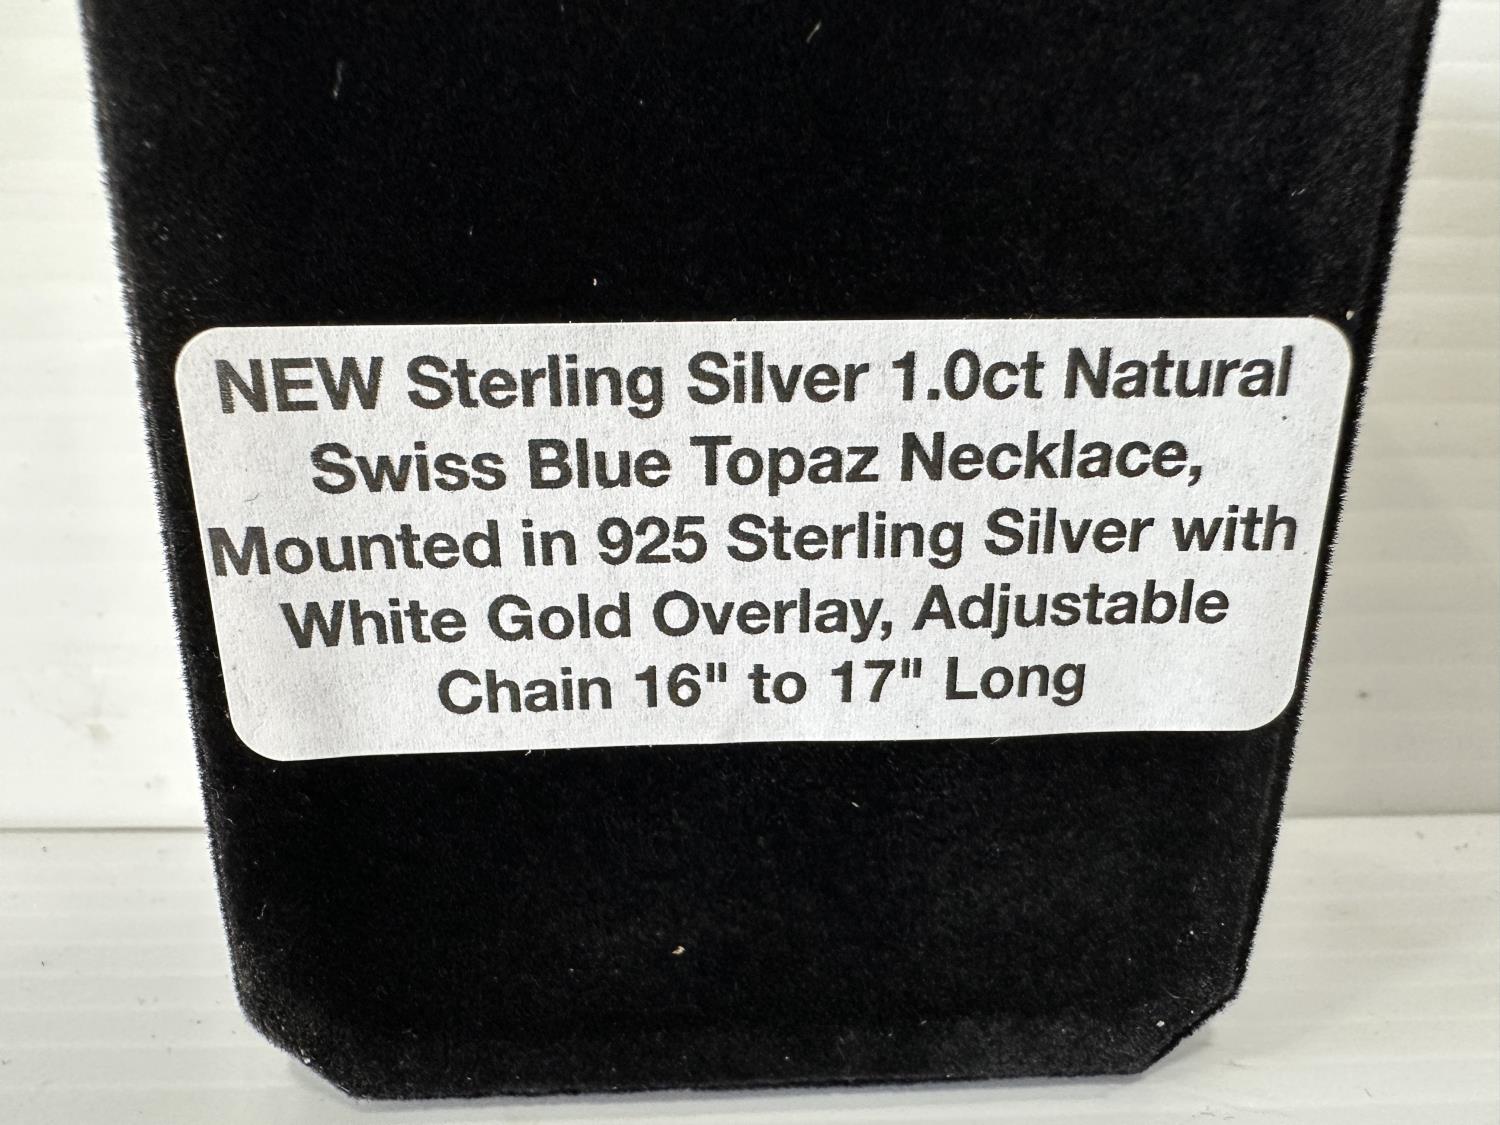 NEW Sterling Silver 1.0ct Natural
Swiss Blue Topaz Necklace,
Mounted in 925 Sterling Silver with
White Gold Overlay, Adjustable
Chain 16" to 17" Long